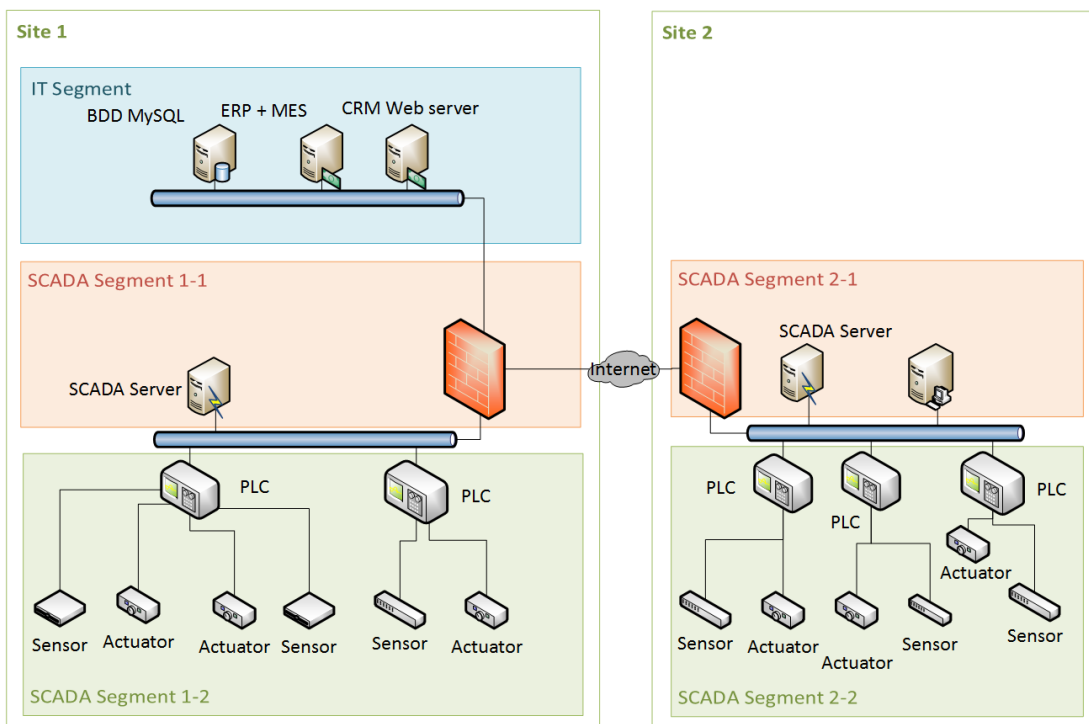 Site 1
IT Segment
BDD MySQL
ERP + MES
CRM Web server
SCADA Segment 1-1
SCADA Server
PLC
PLC
Sensor
Actuator
Actuator
Sensor
Sensor
Actuator
SCADA Segment 1-2
Internet
Site 2
SCADA Segment 2-1
SCADA Server
PLC
PLC
PLC
Actuator
Sensor
Actuator
Actuator
Sensor
Sensor
SCADA Segment 2-2